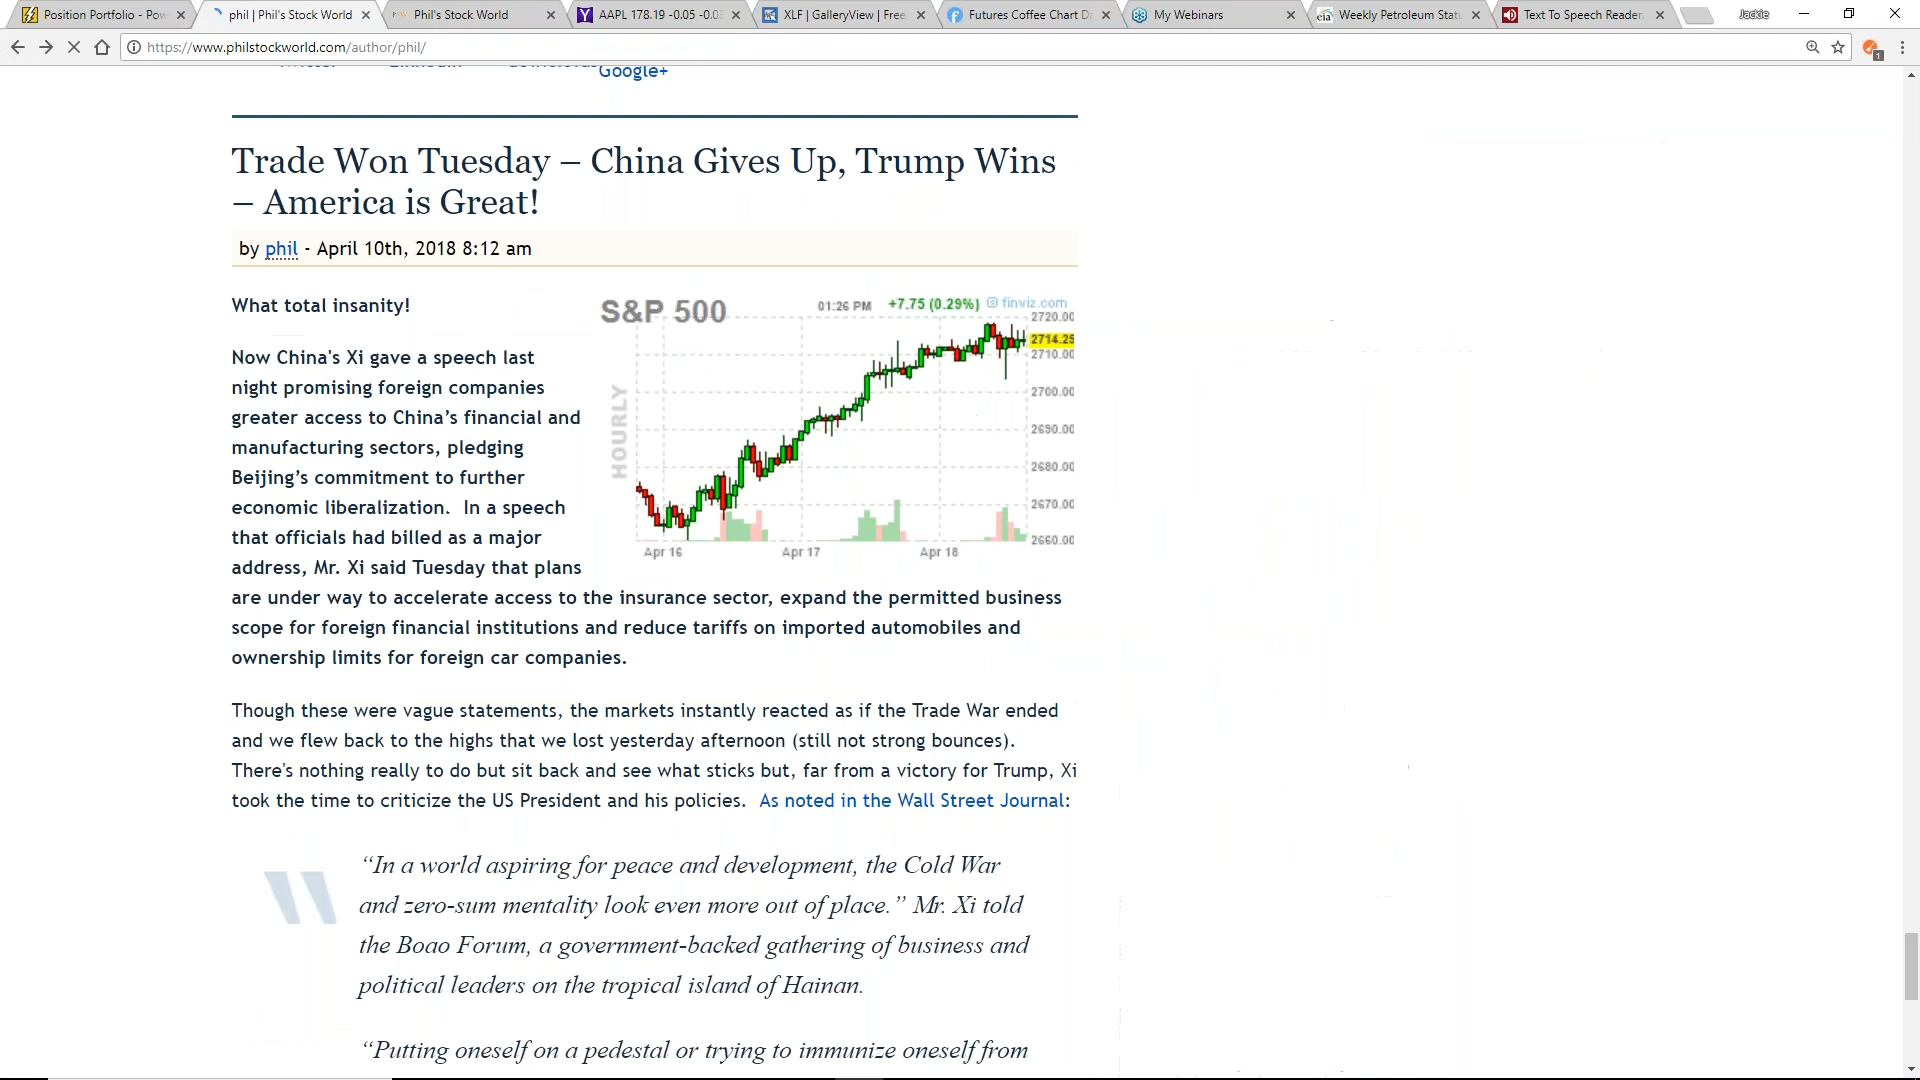 Position Portfolio - Pow
phil | Phil's Stock World
Phil's Stock World
AAPL 178.19 -0.05 -0.0
XLF | GalleryView | Free
Futures Coffee Chart D
My Webinars
Weekly Petroleum Stat
Text To Speech Reader
Jackie
https://www.philstockworld.com/author/phil/
1
Google+
Trade Won Tuesday – China Gives Up, Trump Wins
– America is Great!
by phil - April 10th, 2018 8:12 am
What total insanity!
Now China's Xi gave a speech last
night promising foreign companies
greater access to China’s financial and
manufacturing sectors, pledging
Beijing’s commitment to further
economic liberalization. In a speech
that officials had billed as a major
address, Mr. Xi said Tuesday that plans
are under way to accelerate access to the insurance sector, expand the permitted business
scope for foreign financial institutions and reduce tariffs on imported automobiles and
ownership limits for foreign car companies.
S&P 500
01:26 PM +7.75 (0.29%) finviz.com
HOURLY
2720.00
2714.25
2710.00
2700.00
2690.00
2680.00
2670.00
2660.00
Apr 16 Apr 17 Apr 18
Though these were vague statements, the markets instantly reacted as if the Trade War ended
and we flew back to the highs that we lost yesterday afternoon (still not strong bounces).
There's nothing really to do but sit back and see what sticks but, far from a victory for Trump, Xi
took the time to criticize the US President and his policies. As noted in the Wall Street Journal:
“In a world aspiring for peace and development, the Cold War
and zero-sum mentality look even more out of place.” Mr. Xi told
the Boao Forum, a government-backed gathering of business and
political leaders on the tropical island of Hainan.
“Putting oneself on a pedestal or trying to immunize oneself from